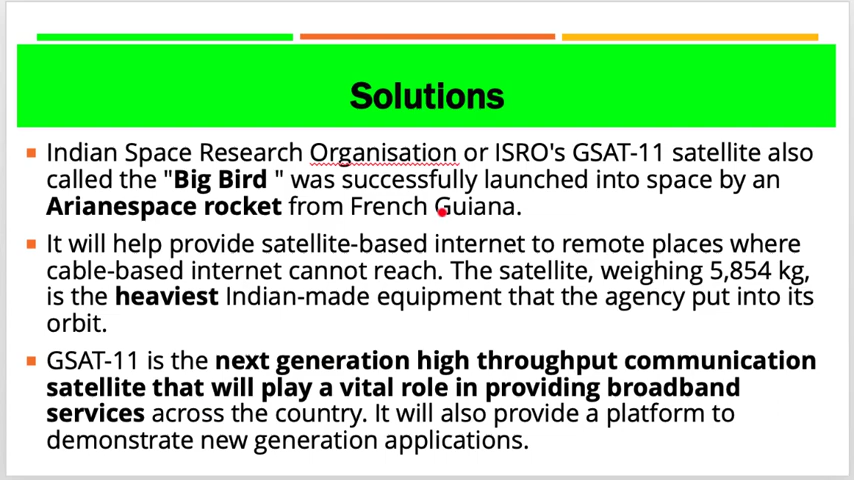 Solutions
Indian Space Research Organisation or ISRO's GSAT-11 satellite also
called the "Big Bird " was successfully launched into space by an
Arianespace rocket from French Guiana.
It will help provide satellite-based internet to remote places where
cable-based internet cannot reach. The satellite, weighing 5,854 kg,
is the heaviest Indian-made equipment that the agency put into its
orbit.
GSAT-11 is the next generation high throughput communication
satellite that will play a vital role in providing broadband
services across the country. It will also provide a platform to
demonstrate new generation applications.